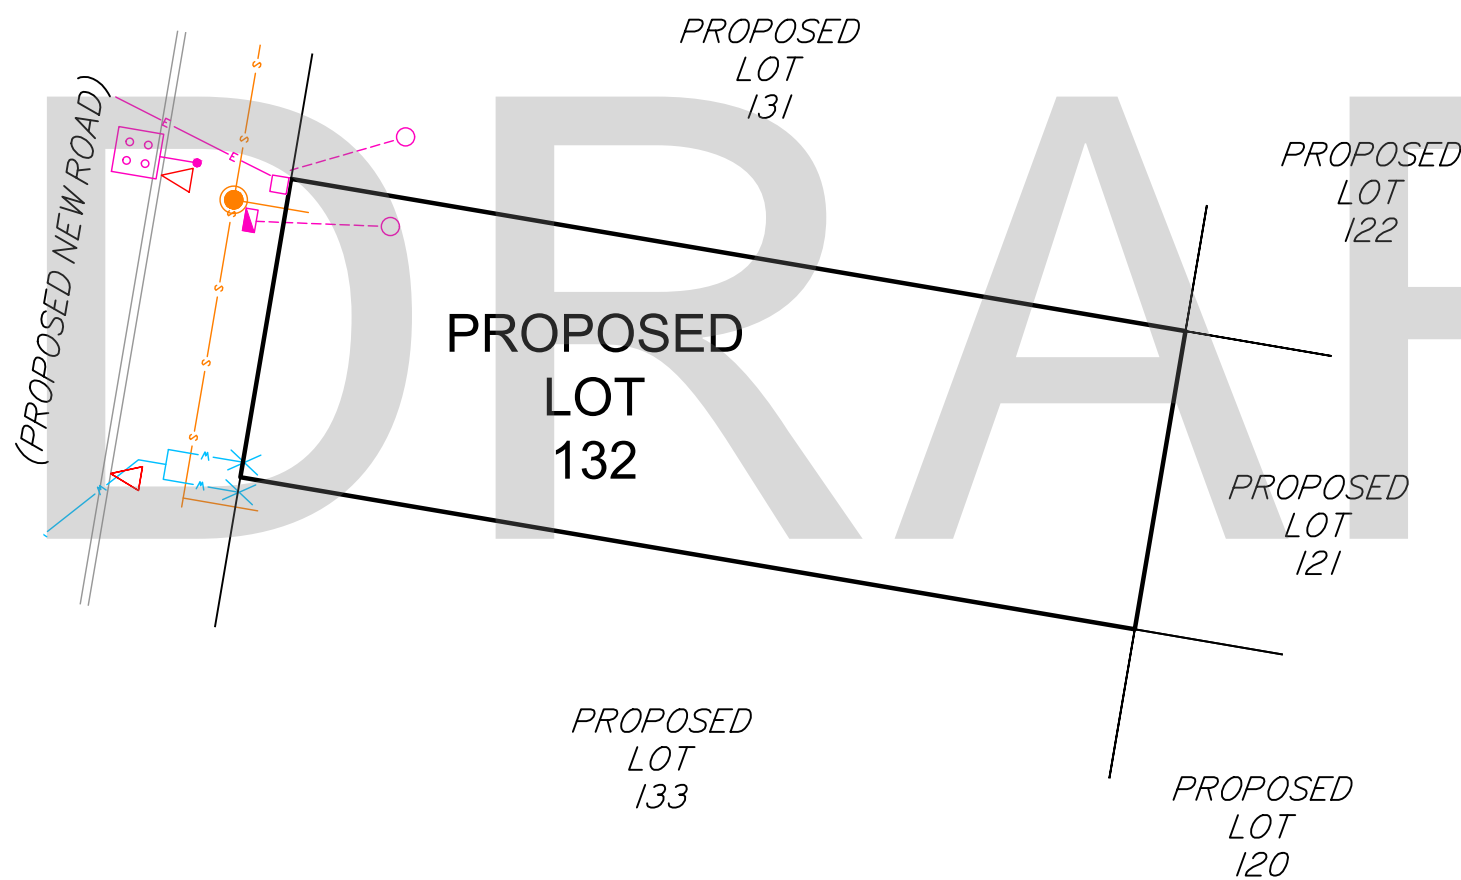 PROPOSED
LOT
131
DRAF
(PROPOSED NEW ROAD)
E
E
S
S
S
S
S
S
PROPOSED
LOT
122
PROPOSED
LOT
132
W
W
W
PROPOSED
LOT
121
PROPOSED
LOT
133
PROPOSED
LOT
120